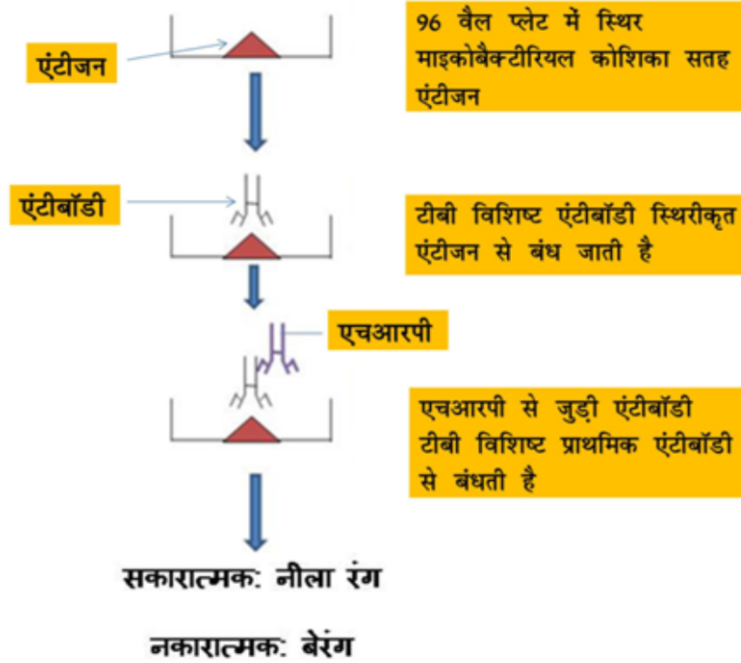 एंटीजन
96 वैल प्लेट में स्थिर
माइकोबैक्टीरियल कोशिका सतह
एंटीजन
एंटीबॉडी
टीबी विशिष्ट एंटीबॉडी स्थिरीकृत
एंटीजन से बंध जाती है
एचआरपी
एचआरपी से जुड़ी एंटीबॉडी
टीबी विशिष्ट प्राथमिक एंटीबॉडी
से बंधती है
सकारात्मक: नीला रंग
नकारात्मक: बेरंग